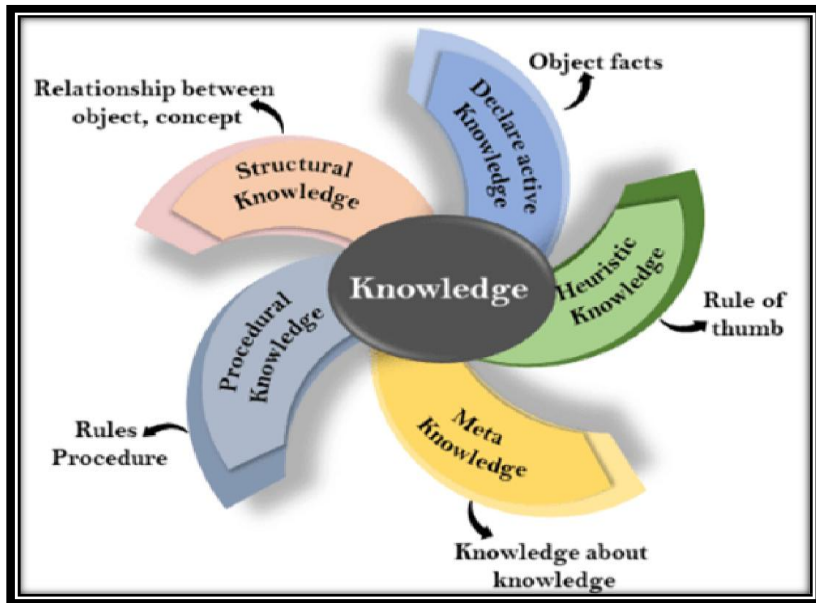 Object facts
Declare active
Knowledge
Relationship between
object, concept
Structural
Knowledge
Knowledge
Heuristic
Knowledge
Rule of
thumb
Procedural
Knowledge
Rules
Procedure
Meta
Knowledge
Knowledge about
knowledge